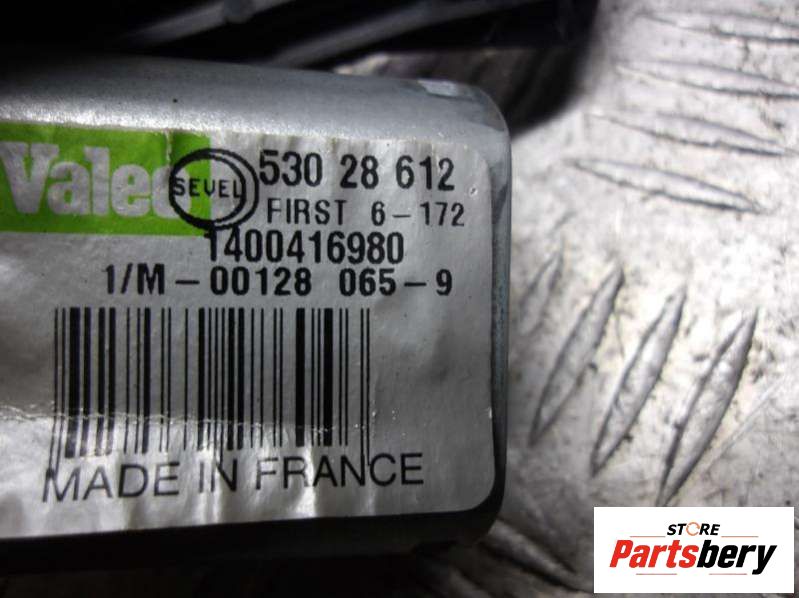 Valeo
SEVEL
530 28 612
FIRST 6-172
1400416980
1/M-00128 065-9
MADE IN FRANCE
STORE
Partsbery